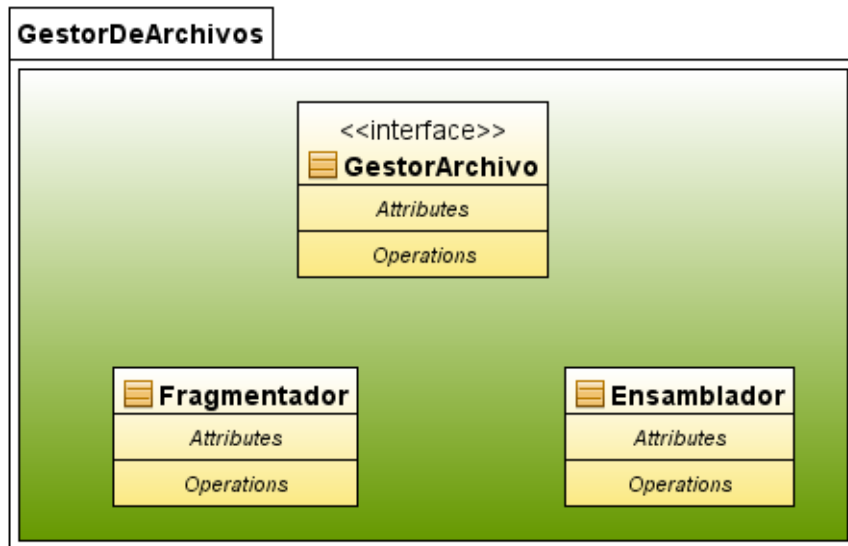 GestorDeArchivos
<<interface>>
GestorArchivo
Attributes
Operations
Fragmentador
Attributes
Operations
Ensamblador
Attributes
Operations